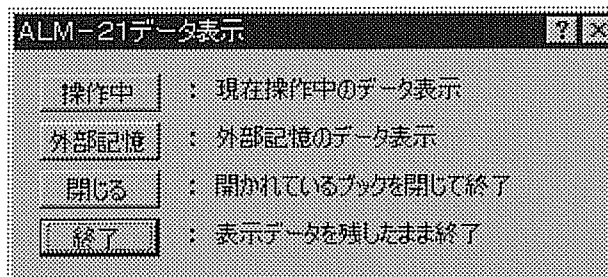 ALM-21データ表示
操作中 : 現在操作中のデータ表示
外部記憶 : 外部記憶のデータ表示
閉じる : 開かれているブックを閉じて終了
終了 : 表示データを残したまま終了